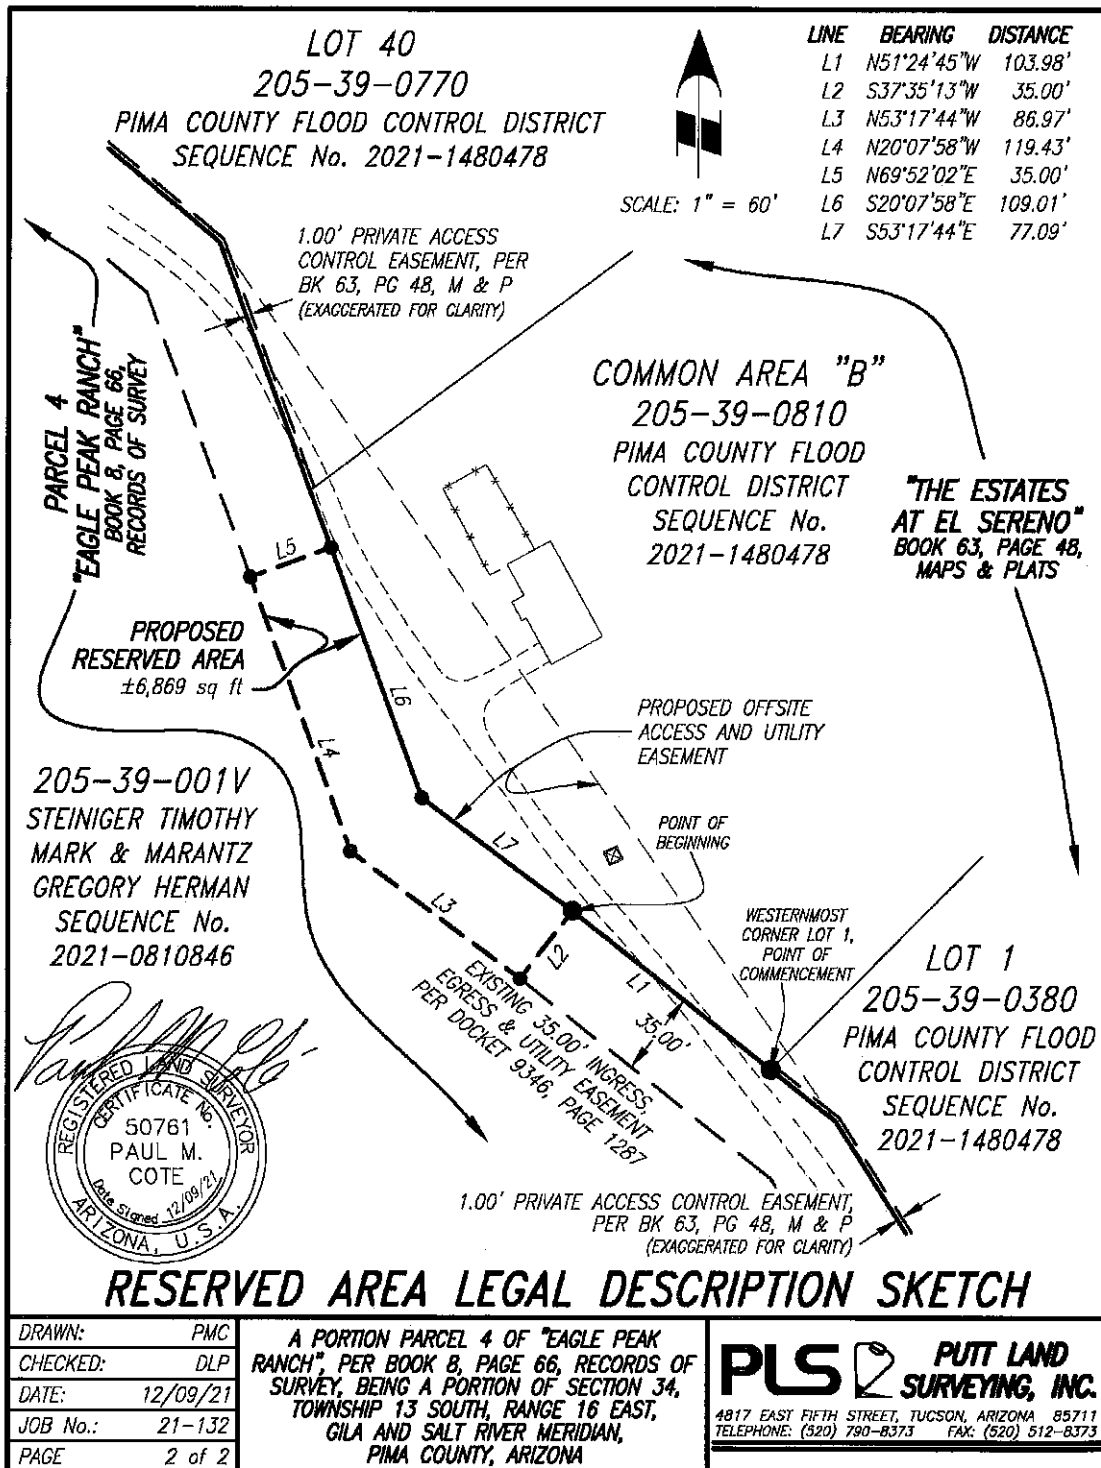 LOT 40
205-39-0770
PIMA COUNTY FLOOD CONTROL DISTRICT
SEQUENCE No. 2021-1480478
LINE BEARING DISTANCE
L1 N51°24'45"W 103.98'
L2 S37°35'13"W 35.00'
L3 N53°17'44"W 86.97'
L4 N20°07'58"W 119.43'
L5 N69°52'02"E 35.00'
L6 S20°07'58"E 109.01'
L7 S53°17'44"E 77.09'
SCALE: 1" = 60'
1.00' PRIVATE ACCESS
CONTROL EASEMENT, PER
BK 63, PG 48, M & P
(EXAGGERATED FOR CLARITY)
PARCEL 4
"EAGLE PEAK RANCH"
BOOK 8, PAGE 66,
RECORDS OF SURVEY
COMMON AREA "B"
205-39-0810
PIMA COUNTY FLOOD
CONTROL DISTRICT
SEQUENCE No.
2021-1480478
"THE ESTATES
AT EL SERENO"
BOOK 63, PAGE 48,
MAPS & PLATS
L5
PROPOSED
RESERVED AREA
±6,869 sq ft
L6
L4
PROPOSED OFFSITE
ACCESS AND UTILITY
EASEMENT
205-39-001V
STEINIGER TIMOTHY
MARK & MARANTZ
GREGORY HERMAN
SEQUENCE No.
2021-0810846
L7
POINT OF
BEGINNING
L3
L2
L1
35.00'
WESTERNMOST
CORNER LOT 1,
POINT OF
COMMENCEMENT
EXISTING 35.00' INGRESS,
EGRESS & UTILITY EASEMENT
PER DOCKET 9346, PAGE 1287
LOT 1
205-39-0380
PIMA COUNTY FLOOD
CONTROL DISTRICT
SEQUENCE No.
2021-1480478
REGISTERED LAND SURVEYOR
CERTIFICATE No.
50761
PAUL M.
COTE
Date Signed 12/09/21
ARIZONA, U.S.A.
1.00' PRIVATE ACCESS CONTROL EASEMENT,
PER BK 63, PG 48, M & P
(EXAGGERATED FOR CLARITY)
RESERVED AREA LEGAL DESCRIPTION SKETCH
DRAWN: PMC
CHECKED: DLP
DATE: 12/09/21
JOB No.: 21-132
PAGE 2 of 2
A PORTION PARCEL 4 OF "EAGLE PEAK
RANCH", PER BOOK 8, PAGE 66, RECORDS OF
SURVEY, BEING A PORTION OF SECTION 34,
TOWNSHIP 13 SOUTH, RANGE 16 EAST,
GILA AND SALT RIVER MERIDIAN,
PIMA COUNTY, ARIZONA
PLS PUTT LAND
SURVEYING, INC.
4817 EAST FIFTH STREET, TUCSON, ARIZONA 85711
TELEPHONE: (520) 790-8373 FAX: (520) 512-8373